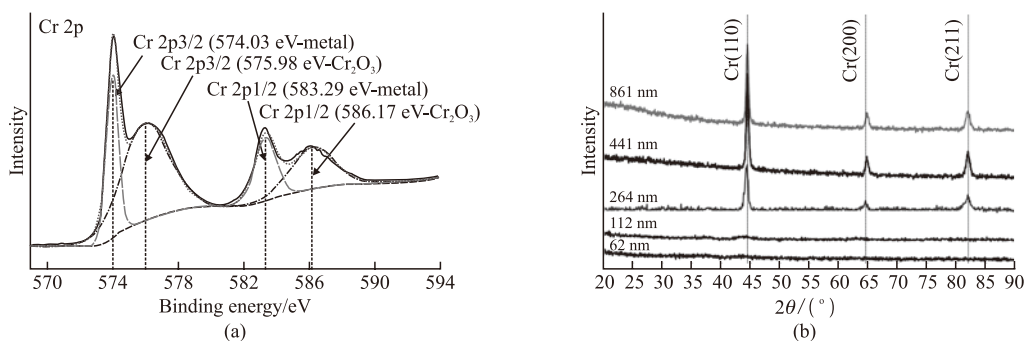 Cr 2p
Cr 2p3/2 (574.03 eV-metal)
Cr 2p3/2 (575.98 eV-Cr₂O₃)
Cr 2p1/2 (583.29 eV-metal)
Cr 2p1/2 (586.17 eV-Cr₂O₃)
Intensity
570 574 578 582 586 590 594
Binding energy/eV
(a)
Cr(110)
Cr(200)
Cr(211)
861 nm
441 nm
264 nm
112 nm
62 nm
Intensity
20 25 30 35 40 45 50 55 60 65 70 75 80 85 90
2θ/(°)
(b)